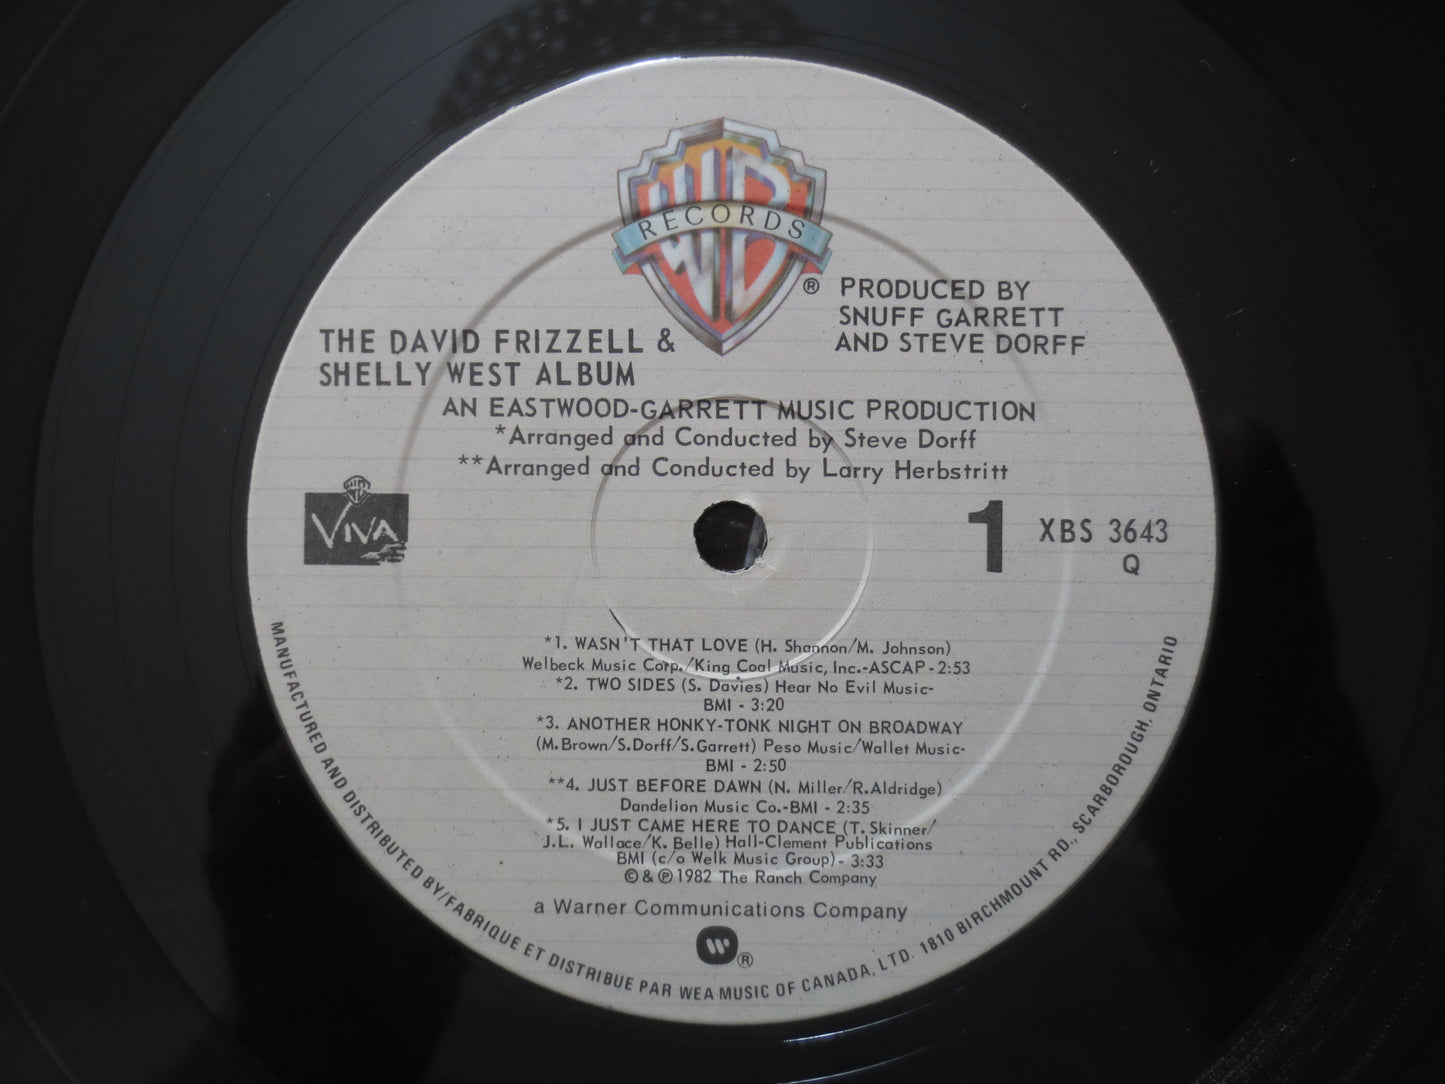 WB
RECORDS
®
PRODUCED BY
SNUFF GARRETT
AND STEVE DORFF
THE DAVID FRIZZELL &
SHELLY WEST ALBUM
AN EASTWOOD-GARRETT MUSIC PRODUCTION
*Arranged and Conducted by Steve Dorff
**Arranged and Conducted by Larry Herbstritt
VIVA
1
XBS 3643
Q
*1. WASN'T THAT LOVE (H. Shannon/M. Johnson)
Welbeck Music Corp./King Coal Music, Inc.-ASCAP - 2:53
*2. TWO SIDES (S. Davies) Hear No Evil Music-
BMI - 3:20
*3. ANOTHER HONKY-TONK NIGHT ON BROADWAY
(M.Brown/S.Dorff/S.Garrett) Peso Music/Wallet Music-
BMI - 2:50
**4. JUST BEFORE DAWN (N. Miller/R.Aldridge)
Dandelion Music Co.-BMI - 2:35
*5. I JUST CAME HERE TO DANCE (T. Skinner/
J.L. Wallace/K. Belle) Hall-Clement Publications
BMI (c/o Welk Music Group) - 3:33
© & ℗ 1982 The Ranch Company
a Warner Communications Company
®
MANUFACTURED AND DISTRIBUTED BY/FABRIQUE ET DISTRIBUE PAR WEA MUSIC OF CANADA, LTD. 1810 BIRCHMOUNT RD., SCARBOROUGH, ONTARIO